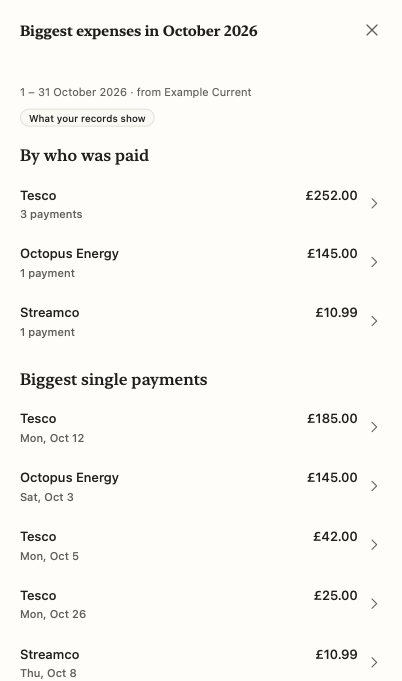 Biggest expenses in October 2026
1 – 31 October 2026 · from Example Current
What your records show
By who was paid
Tesco £252.00
3 payments
Octopus Energy £145.00
1 payment
Streamco £10.99
1 payment
Biggest single payments
Tesco £185.00
Mon, Oct 12
Octopus Energy £145.00
Sat, Oct 3
Tesco £42.00
Mon, Oct 5
Tesco £25.00
Mon, Oct 26
Streamco £10.99
Thu, Oct 8